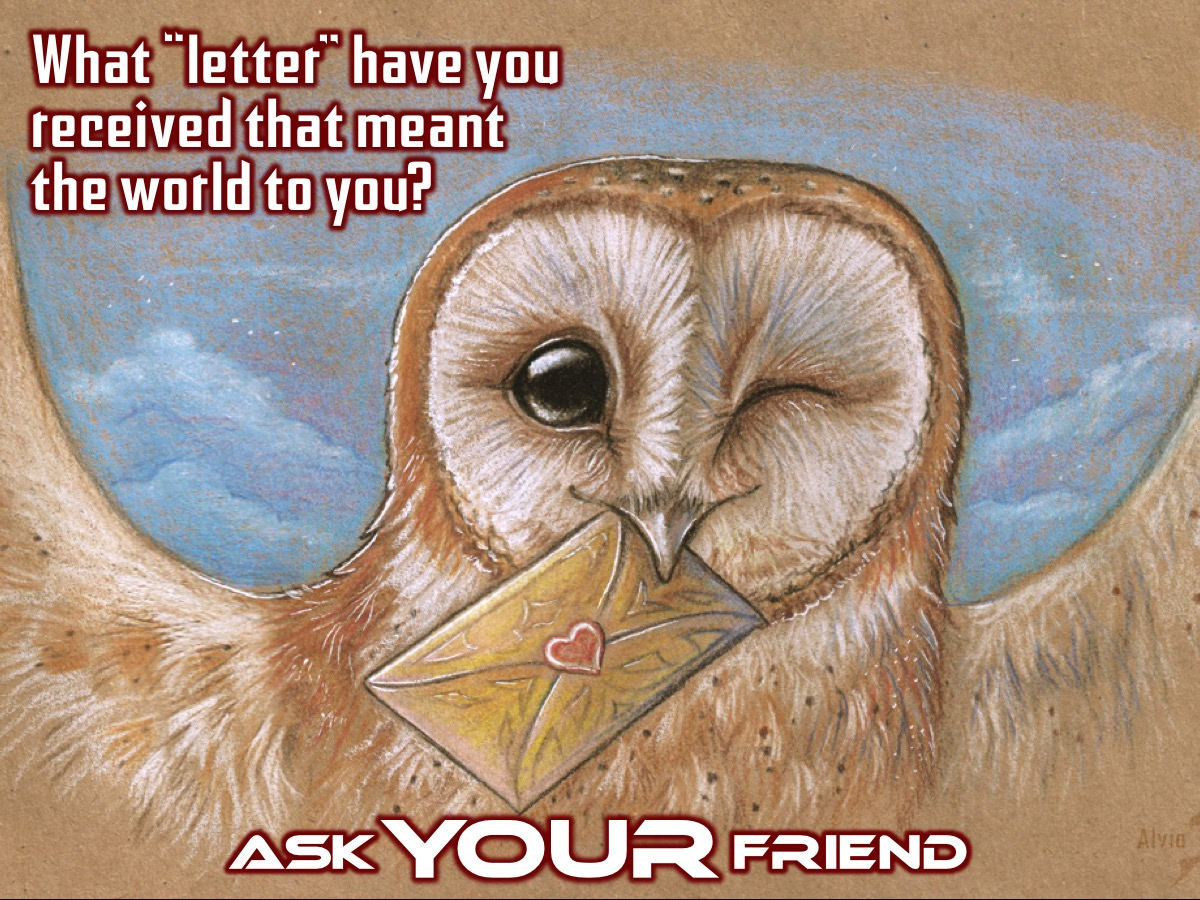 What "letter" have you
received that meant
the world to you?
ASK YOUR FRIEND
Alvia